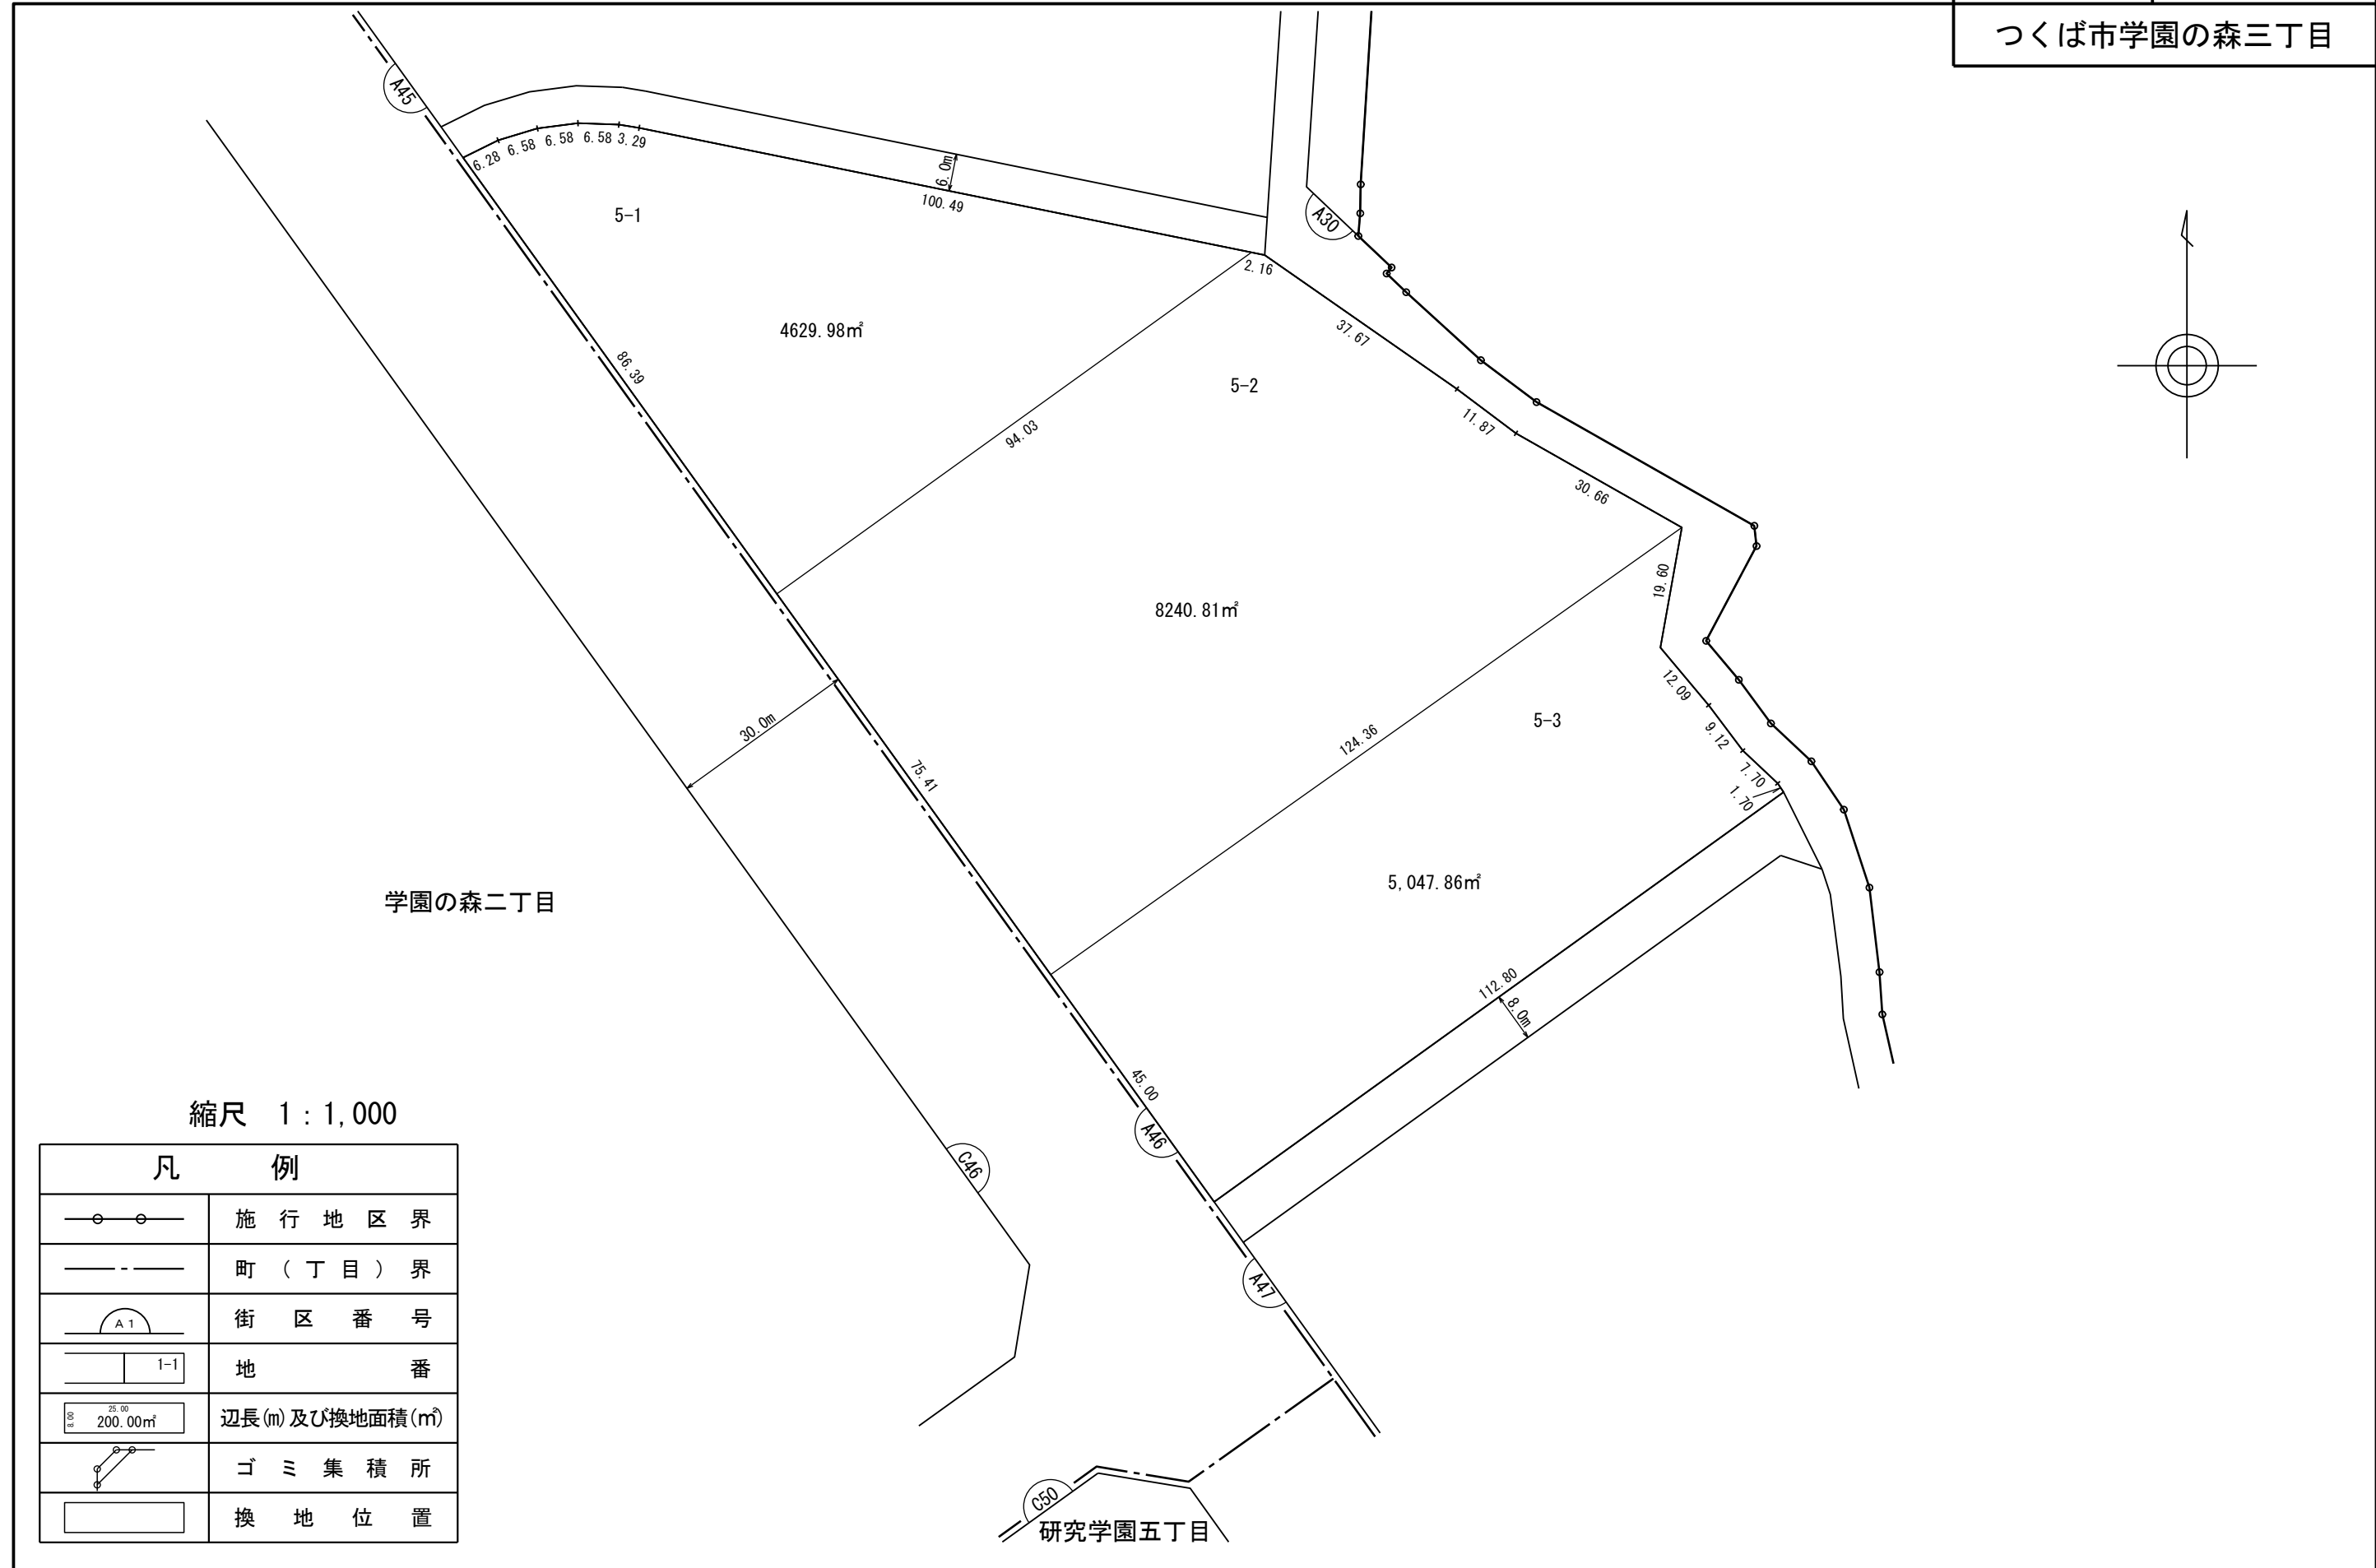 つくば市学園の森三丁目
A45
6.28
6.58
6.58
6.58
3.29
6.0m
100.49
A30
5-1
2.16
4629.98㎡
37.67
86.39
5-2
11.87
94.03
30.66
19.60
8240.81㎡
12.09
5-3
9.12
30.0m
124.36
75.41
7.70
1.70
学園の森二丁目
5,047.86㎡
112.80
8.0m
45.00
A46
C46
A47
縮尺 1:1,000
凡 例
施行地区界
町(丁目)界
A1 街区番号
1-1 地番
8.00 25.00 200.00㎡ 辺長(m)及び換地面積(㎡)
ゴミ集積所
換地位置
C50
研究学園五丁目